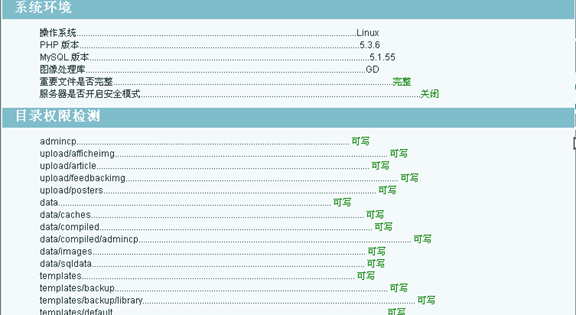 系统环境
操作系统........................................................................Linux
PHP 版本........................................................................5.3.6
MySQL 版本........................................................................5.1.55
图像处理库........................................................................GD
重要文件是否完整........................................................................完整
服务器是否开启安全模式........................................................................关闭
目录权限检测
admincp........................................................................可写
upload/afficheimg........................................................................可写
upload/article........................................................................可写
upload/feedbackimg........................................................................可写
upload/posters........................................................................可写
data........................................................................可写
data/caches........................................................................可写
data/compiled........................................................................可写
data/compiled/admincp........................................................................可写
data/images........................................................................可写
data/sqldata........................................................................可写
templates........................................................................可写
templates/backup........................................................................可写
templates/backup/library........................................................................可写
templates/default........................................................................可写